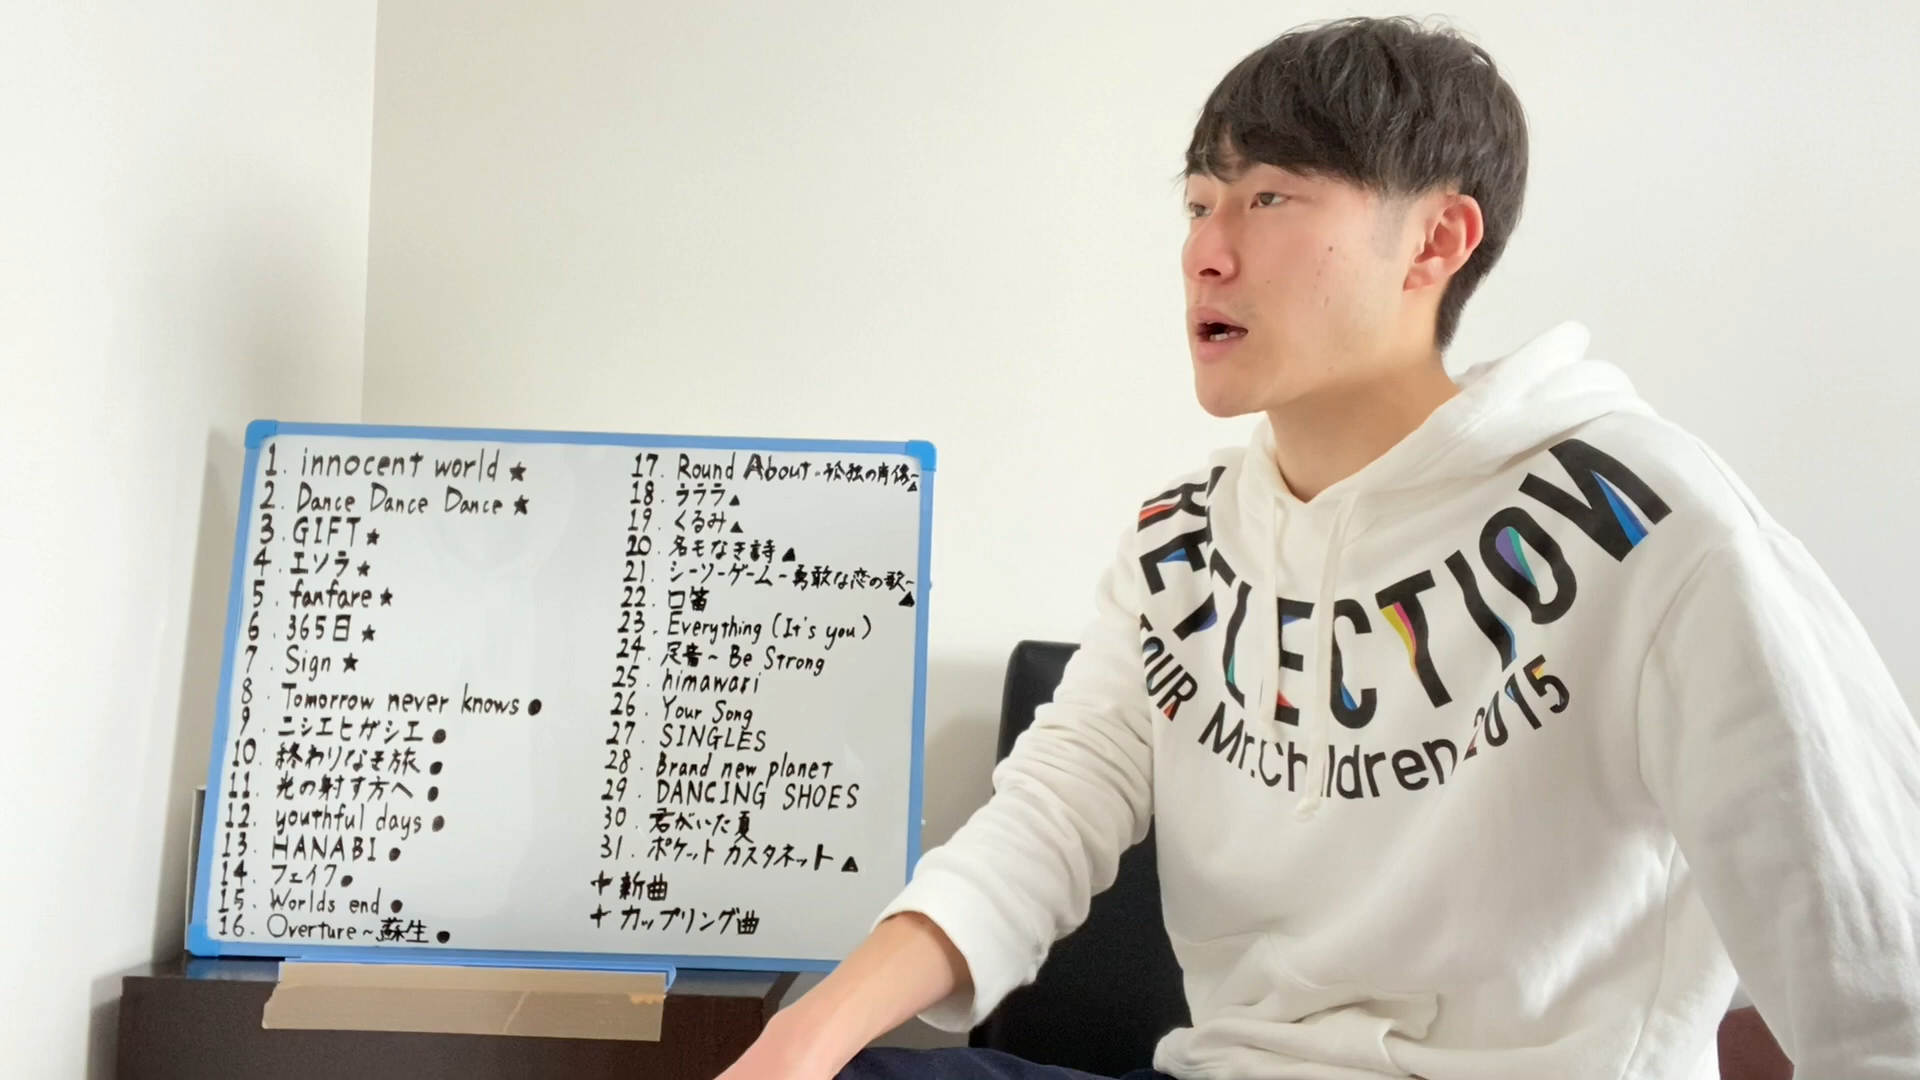 1. innocent world ★
2. Dance Dance Dance ★
3. GIFT ★
4. エソラ ★
5. fanfare ★
6. 365日 ★
7. Sign ★
8. Tomorrow never knows ●
9. ニシエヒガシエ ●
10. 終わりなき旅 ●
11. 光の射す方へ ●
12. youthful days ●
13. HANABI ●
14. フェイク ●
15. Worlds end ●
16. Overture~蘇生 ●
17. Round About -孤独の肖像~ ▲
18. ウララ ▲
19. くるみ ▲
20. 名もなき詩 ▲
21. シーソーゲーム~勇敢な恋の歌~ ▲
22. 口笛
23. Everything (It's you)
24. 足音~Be Strong
25. himawari
26. Your Song
27. SINGLES
28. Brand new planet
29. DANCING SHOES
30. 君がいた夏
31. ポケット カスタネット ▲
+ 新曲
+ カップリング曲
REFLECTION
TOUR Mr.Children 2015